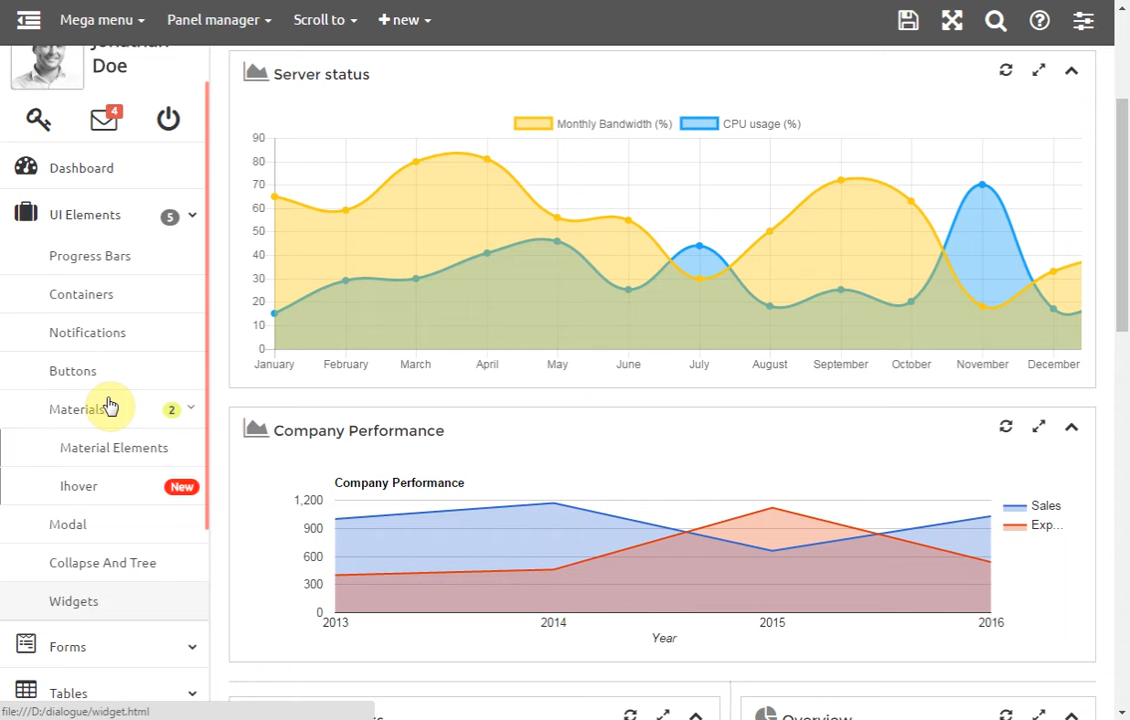 Mega menu Panel manager Scroll to + new
Doe
4
Dashboard
UI Elements 5
Progress Bars
Containers
Notifications
Buttons
Materials 2
Material Elements
Ihover New
Modal
Collapse And Tree
Widgets
Forms
Tables
file:///D:/dialogue/widget.html
Server status
Monthly Bandwidth (%) CPU usage (%)
90
80
70
60
50
40
30
20
10
0
January February March April May June July August September October November December
Company Performance
Company Performance
1,200
900
600
300
0
2013 2014 2015 2016
Year
Sales
Exp...
Overview